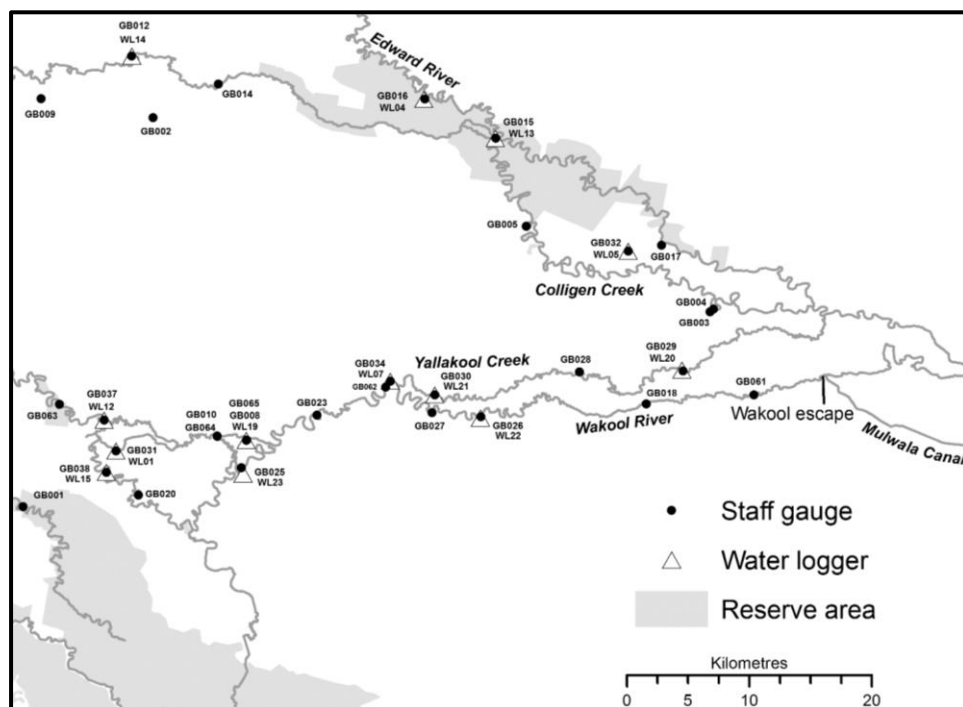 GB012
WL14
Edward River
GB009
GB014
GB002
GB016
WL04
GB015
WL13
GB005
GB032
WL05
GB017
Colligen Creek
GB004
GB003
GB034
WL07
GB062
Yallakool Creek
GB030
WL21
GB028
GB029
WL20
GB061
GB018
Wakool escape
Wakool River
Mulwala Canal
GB063
GB037
WL12
GB010
GB064
GB065
GB008
WL19
GB023
GB027
GB026
WL22
GB031
WL01
GB038
WL15
GB025
WL23
GB020
GB001
Staff gauge
Water logger
Reserve area
Kilometres
0 5 10 20